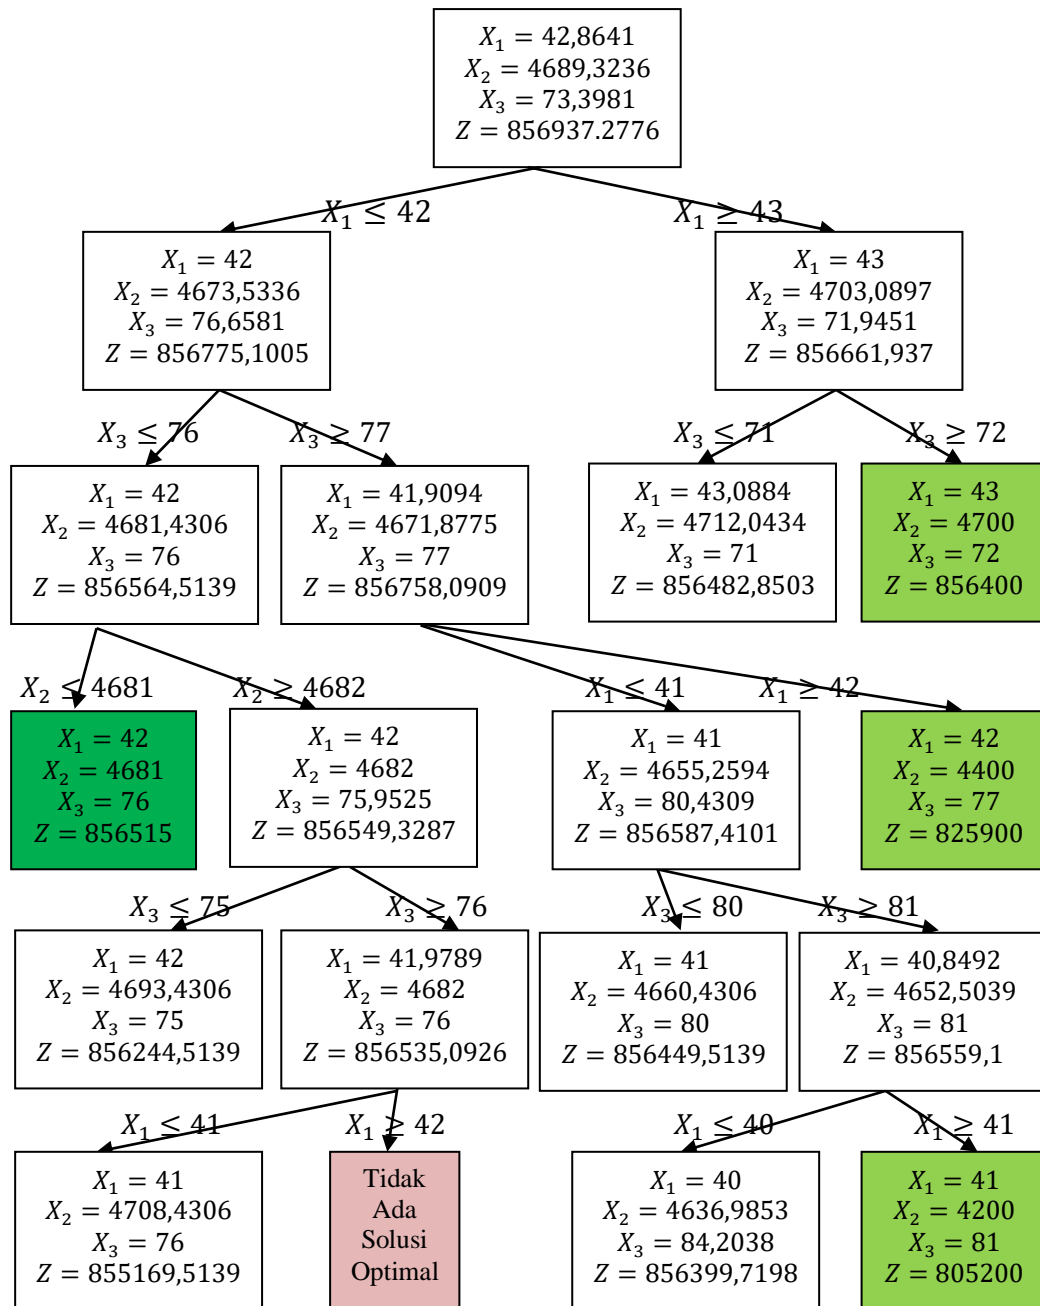 X₁ = 42,8641
X₂ = 4689,3236
X₃ = 73,3981
Z = 856937.2776
X₁ ≤ 42
X₁ ≥ 43
X₁ = 42
X₂ = 4673,5336
X₃ = 76,6581
Z = 856775,1005
X₁ = 43
X₂ = 4703,0897
X₃ = 71,9451
Z = 856661,937
X₃ ≤ 76
X₃ ≥ 77
X₃ ≤ 71
X₃ ≥ 72
X₁ = 42
X₂ = 4681,4306
X₃ = 76
Z = 856564,5139
X₁ = 41,9094
X₂ = 4671,8775
X₃ = 77
Z = 856758,0909
X₁ = 43,0884
X₂ = 4712,0434
X₃ = 71
Z = 856482,8503
X₁ = 43
X₂ = 4700
X₃ = 72
Z = 856400
X₂ ≤ 4681
X₂ ≥ 4682
X₁ ≤ 41
X₁ ≥ 42
X₁ = 42
X₂ = 4681
X₃ = 76
Z = 856515
X₁ = 42
X₂ = 4682
X₃ = 75,9525
Z = 856549,3287
X₁ = 41
X₂ = 4655,2594
X₃ = 80,4309
Z = 856587,4101
X₁ = 42
X₂ = 4400
X₃ = 77
Z = 825900
X₃ ≤ 75
X₃ ≥ 76
X₃ ≤ 80
X₃ ≥ 81
X₁ = 42
X₂ = 4693,4306
X₃ = 75
Z = 856244,5139
X₁ = 41,9789
X₂ = 4682
X₃ = 76
Z = 856535,0926
X₁ = 41
X₂ = 4660,4306
X₃ = 80
Z = 856449,5139
X₁ = 40,8492
X₂ = 4652,5039
X₃ = 81
Z = 856559,1
X₁ ≤ 41
X₁ ≥ 42
X₁ ≤ 40
X₁ ≥ 41
X₁ = 41
X₂ = 4708,4306
X₃ = 76
Z = 855169,5139
Tidak
Ada
Solusi
Optimal
X₁ = 40
X₂ = 4636,9853
X₃ = 84,2038
Z = 856399,7198
X₁ = 41
X₂ = 4200
X₃ = 81
Z = 805200